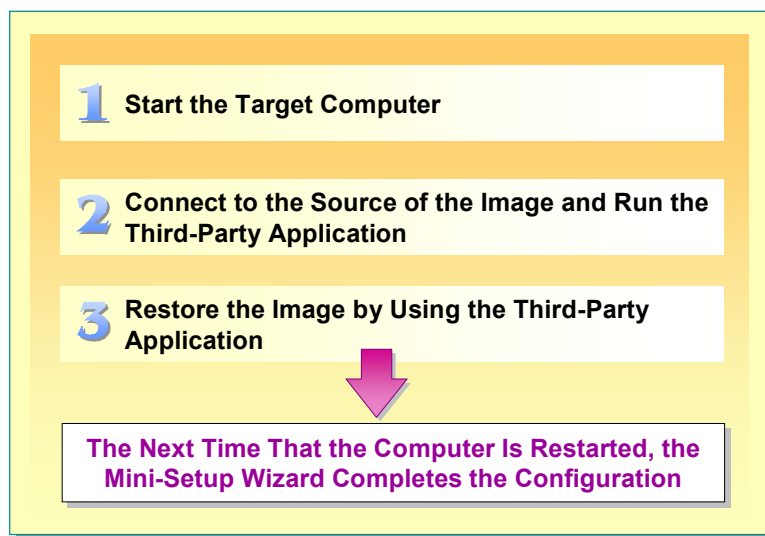 1 Start the Target Computer
2 Connect to the Source of the Image and Run the
Third-Party Application
3 Restore the Image by Using the Third-Party
Application
The Next Time That the Computer Is Restarted, the
Mini-Setup Wizard Completes the Configuration